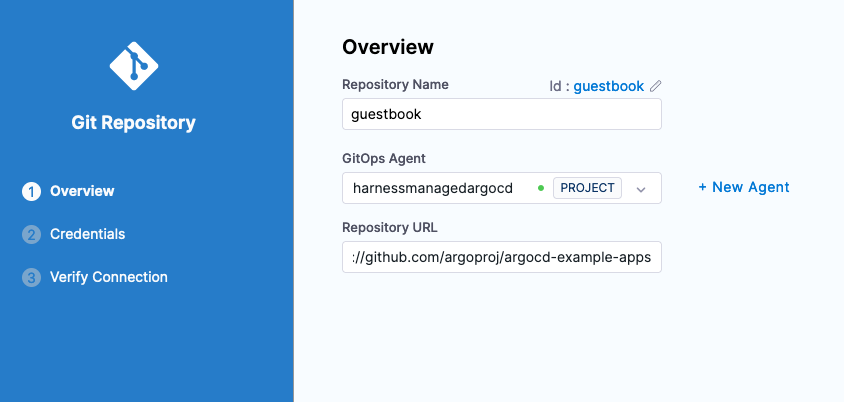 Git Repository
1 Overview
2 Credentials
3 Verify Connection
Overview
Repository Name Id : guestbook
guestbook
GitOps Agent
harnessmanagedargocd PROJECT + New Agent
Repository URL
://github.com/argoproj/argocd-example-apps